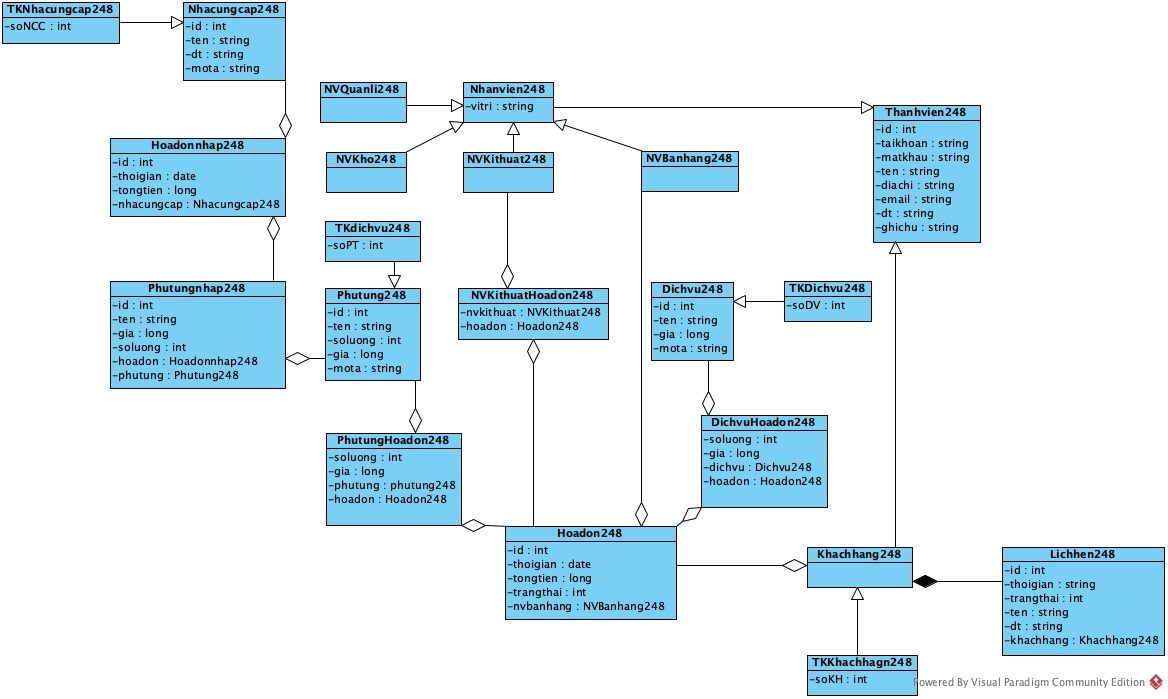 TKNhacungcap248
-soNCC : int
Nhacungcap248
-id : int
-ten : string
-dt : string
-mota : string
NVQuanli248
Nhanvien248
-vitri : string
Thanhvien248
-id : int
-taikhoan : string
-matkhau : string
-ten : string
-diachi : string
-email : string
-dt : string
-ghichu : string
Hoadonnhap248
-id : int
-thoigian : date
-tongtien : long
-nhacungcap : Nhacungcap248
NVKho248
NVKithuat248
NVBanhang248
TKdichvu248
-soPT : int
Phutungnhap248
-id : int
-ten : string
-gia : long
-soluong : int
-hoadon : Hoadonnhap248
-phutung : Phutung248
Phutung248
-id : int
-ten : string
-soluong : int
-gia : long
-mota : string
NVKithuatHoadon248
-nvkithuat : NVKithuat248
-hoadon : Hoadon248
Dichvu248
-id : int
-ten : string
-gia : long
-mota : string
TKDichvu248
-soDV : int
PhutungHoadon248
-soluong : int
-gia : long
-phutung : phutung248
-hoadon : Hoadon248
DichvuHoadon248
-soluong : int
-gia : long
-dichvu : Dichvu248
-hoadon : Hoadon248
Hoadon248
-id : int
-thoigian : date
-tongtien : long
-trangthai : int
-nvbanhang : NVBanhang248
Khachhang248
Lichhen248
-id : int
-thoigian : string
-trangthai : int
-ten : string
-dt : string
-khachhang : Khachhang248
TKKhachhagn248
-soKH : int
Powered By Visual Paradigm Community Edition